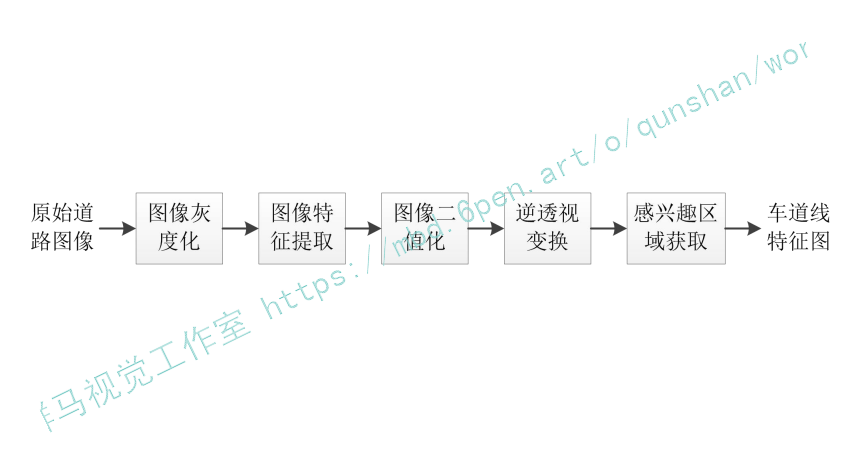 原始道
路图像
图像灰
度化
图像特
征提取
图像二
值化
逆透视
变换
感兴趣区
域获取
车道线
特征图
马视觉工作室 https://mbd.6pen.art/o/qunshan/wor